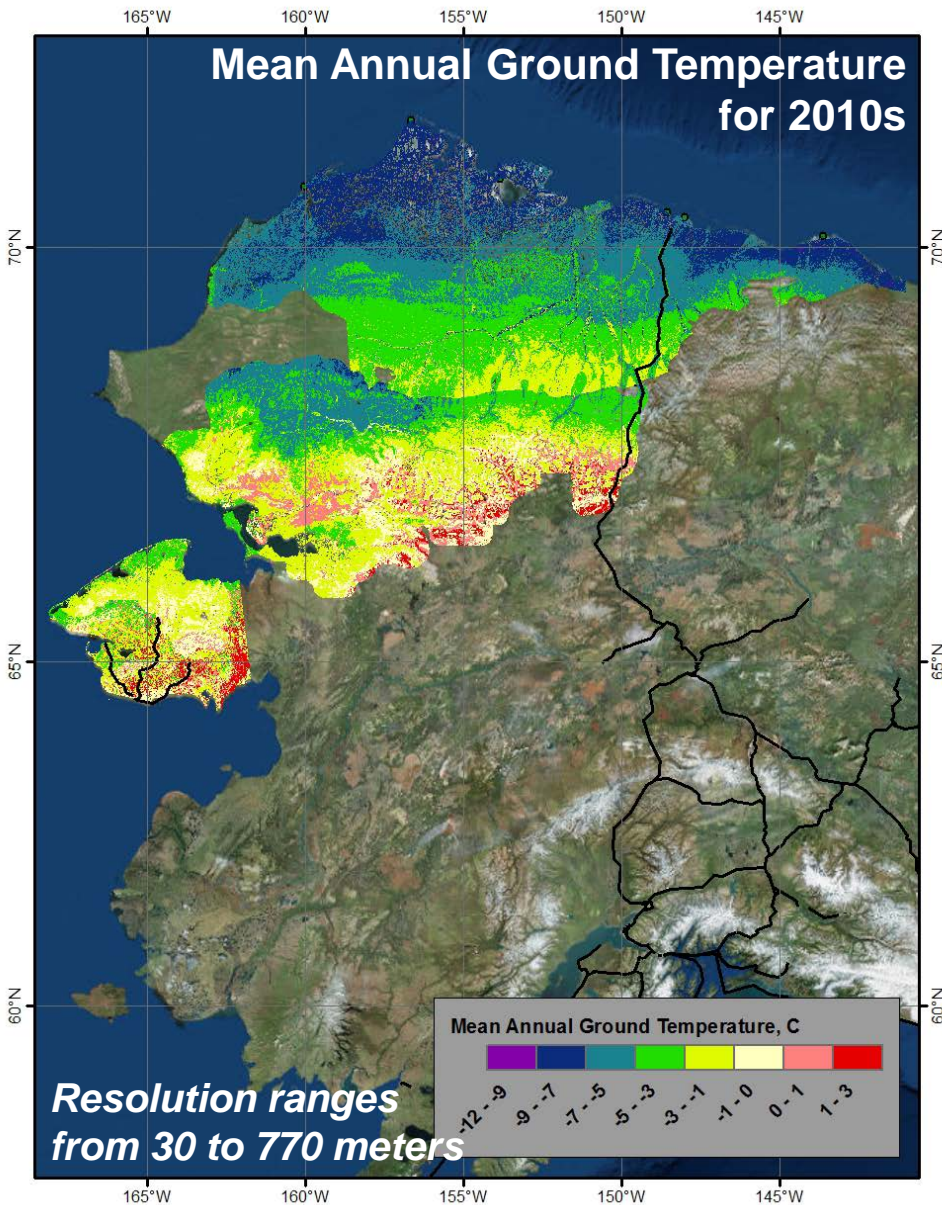 165°W 160°W 155°W 150°W 145°W
Mean Annual Ground Temperature
for 2010s
70°N 70°N
65°N 65°N
60°N 60°N
Mean Annual Ground Temperature, C
-12 - -9 -9 - -7 -7 - -5 -5 - -3 -3 - -1 -1 - 0 0 - 1 1 - 3
Resolution ranges
from 30 to 770 meters
165°W 160°W 155°W 150°W 145°W